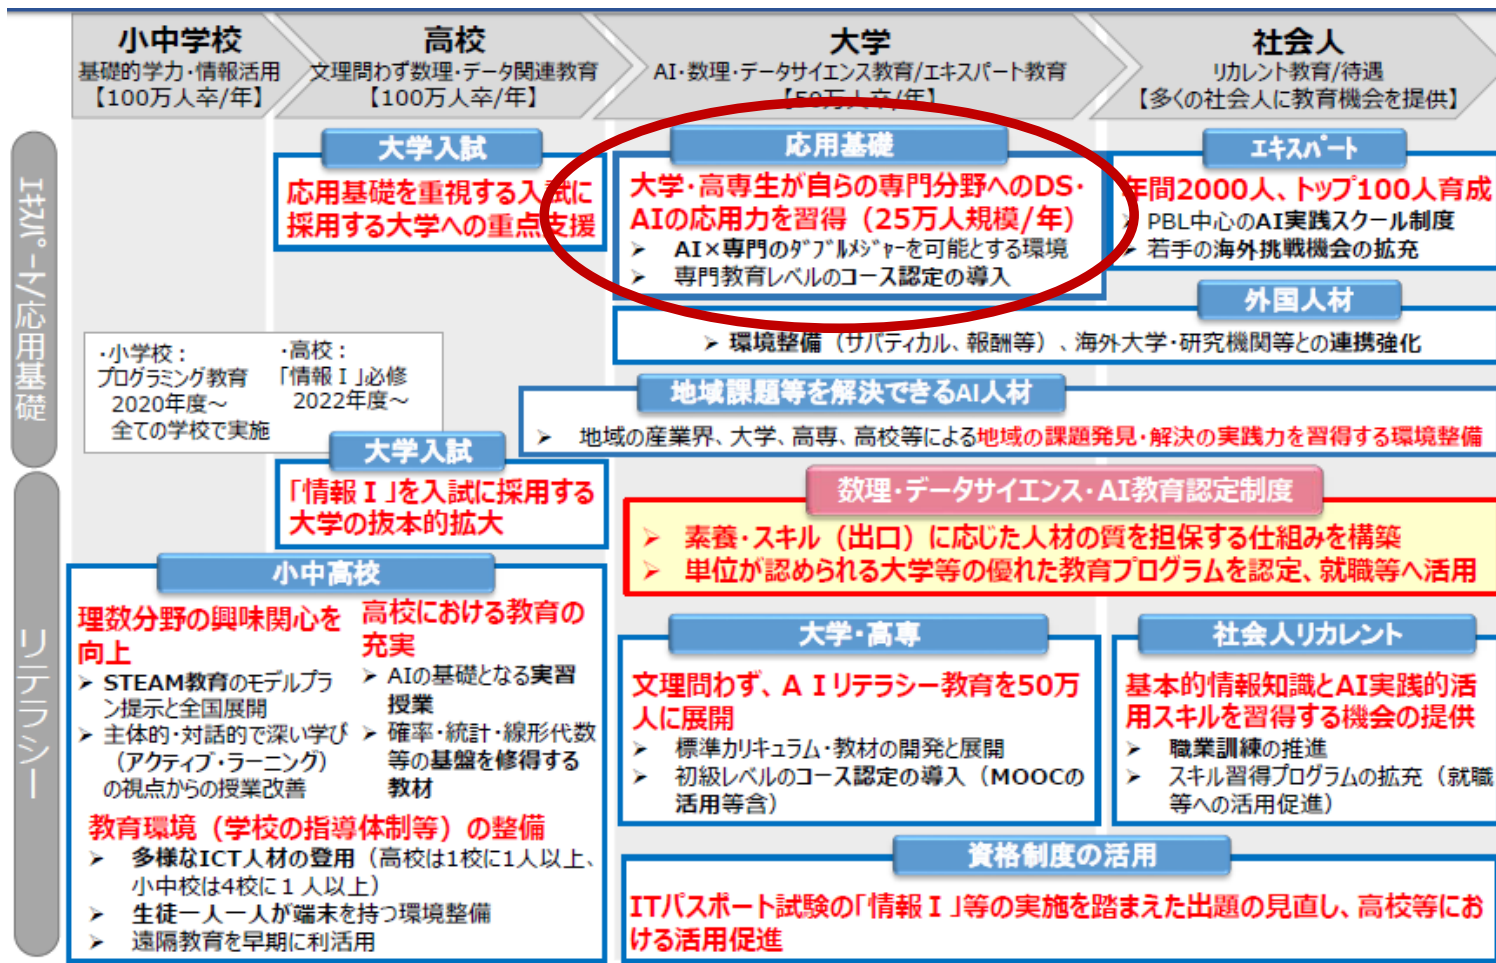 小中学校
基礎的学力・情報活用
【100万人卒/年】
高校
文理問わず数理・データ関連教育
【100万人卒/年】
大学
AI・数理・データサイエンス教育/エキスパート教育
【50万人卒/年】
社会人
リカレント教育/待遇
【多くの社会人に教育機会を提供】
エキスパート/応用基礎
大学入試
応用基礎を重視する入試に
採用する大学への重点支援
応用基礎
大学・高専生が自らの専門分野へのDS・
AIの応用力を習得（25万人規模/年）
➤ AI×専門のダブルメジャーを可能とする環境
➤ 専門教育レベルのコース認定の導入
エキスパート
年間2000人、トップ100人育成
➤ PBL中心のAI実践スクール制度
➤ 若手の海外挑戦機会の拡充
外国人材
➤ 環境整備（サバティカル、報酬等）、海外大学・研究機関等との連携強化
・小学校：
プログラミング教育
2020年度～
全ての学校で実施
・高校：
「情報Ⅰ」必修
2022年度～
地域課題等を解決できるAI人材
➤ 地域の産業界、大学、高専、高校等による地域の課題発見・解決の実践力を習得する環境整備
リテラシー
大学入試
「情報Ⅰ」を入試に採用する
大学の抜本的拡大
数理・データサイエンス・AI教育認定制度
➤ 素養・スキル（出口）に応じた人材の質を担保する仕組みを構築
➤ 単位が認められる大学等の優れた教育プログラムを認定、就職等へ活用
小中高校
理数分野の興味関心を
向上
➤ STEAM教育のモデルプラ
ン提示と全国展開
➤ 主体的・対話的で深い学び
（アクティブ・ラーニング）
の視点からの授業改善
高校における教育の
充実
➤ AIの基礎となる実習
授業
➤ 確率・統計・線形代数
等の基盤を修得する
教材
教育環境（学校の指導体制等）の整備
➤ 多様なICT人材の登用（高校は1校に1人以上、
小中校は4校に１人以上）
➤ 生徒一人一人が端末を持つ環境整備
➤ 遠隔教育を早期に利活用
大学・高専
文理問わず、ＡＩリテラシー教育を50万
人に展開
➤ 標準カリキュラム・教材の開発と展開
➤ 初級レベルのコース認定の導入（MOOCの
活用等含）
社会人リカレント
基本的情報知識とAI実践的活
用スキルを習得する機会の提供
➤ 職業訓練の推進
➤ スキル習得プログラムの拡充（就職
等への活用促進）
資格制度の活用
ITパスポート試験の「情報Ⅰ」等の実施を踏まえた出題の見直し、高校等にお
ける活用促進